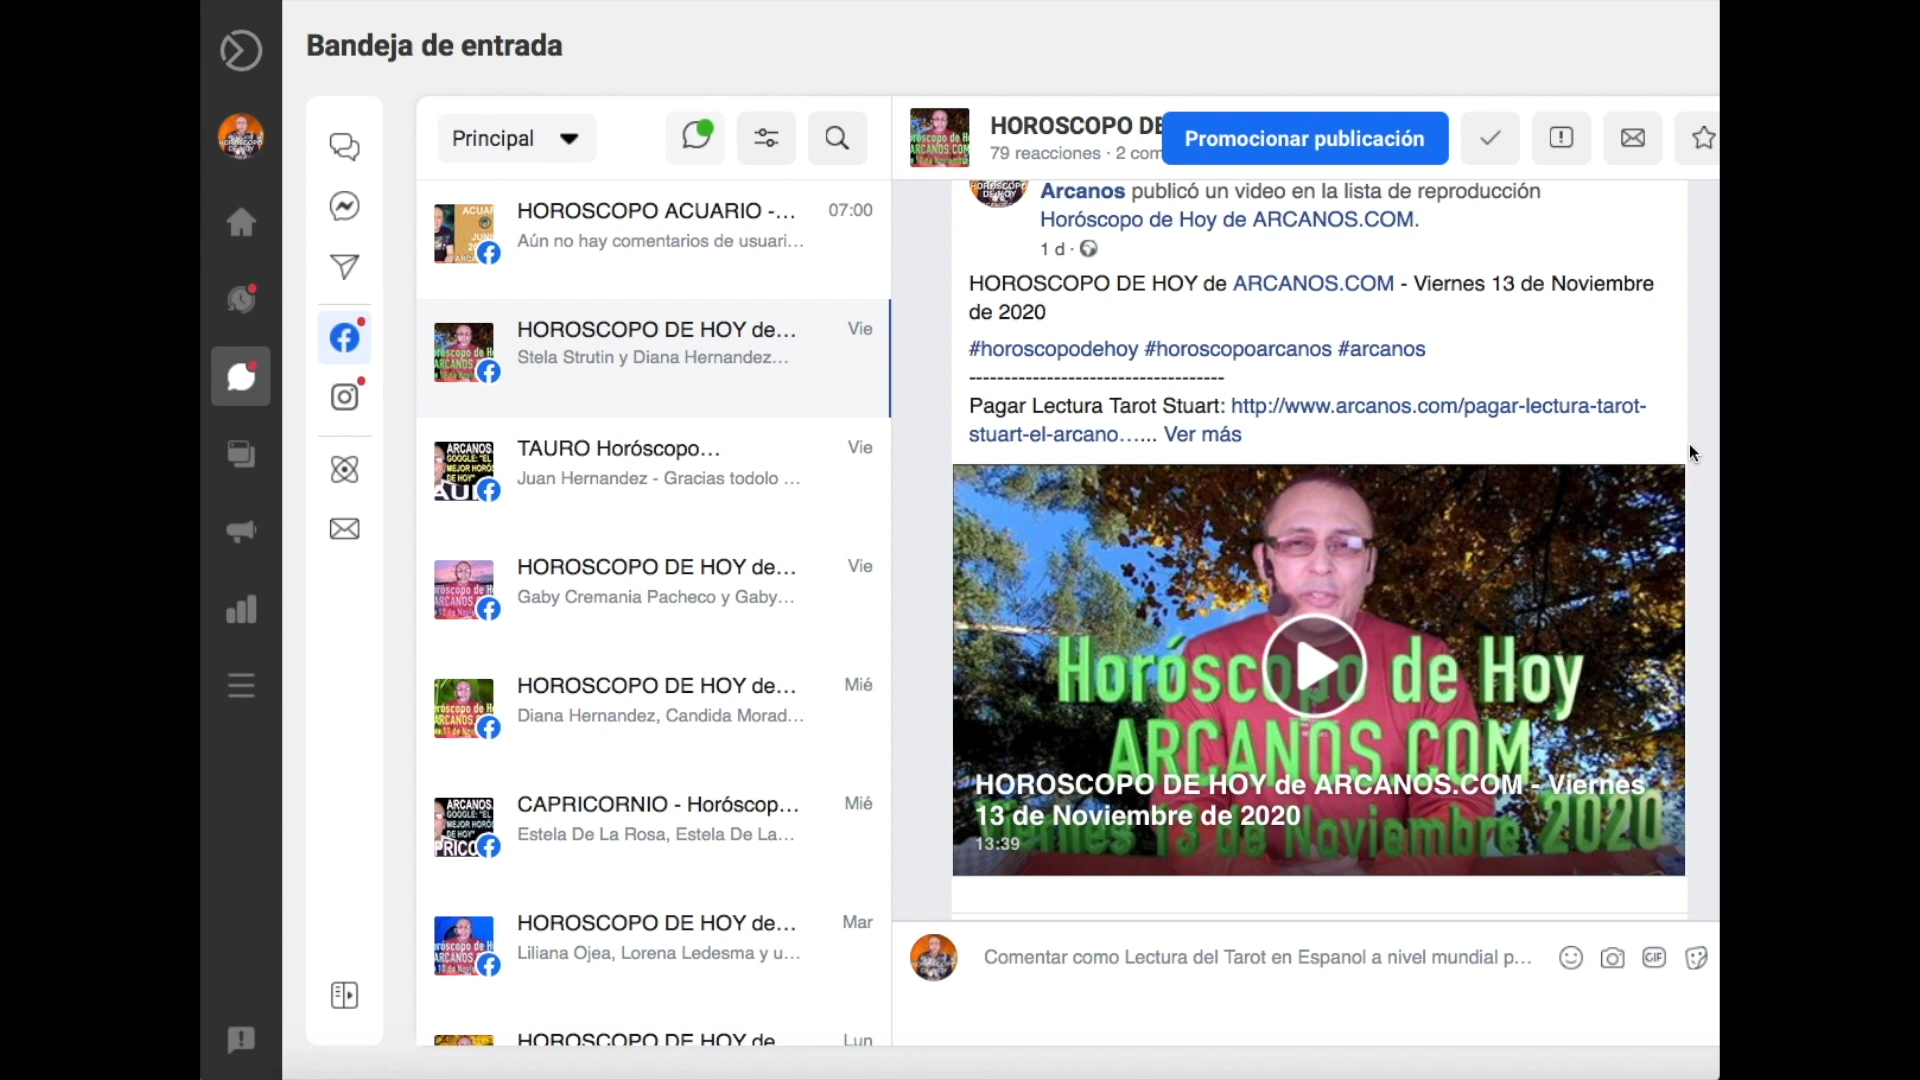 Bandeja de entrada
Principal
HOROSCOPO ACUARIO -... 07:00
Aún no hay comentarios de usuari...
HOROSCOPO DE HOY de... Vie
Stela Strutin y Diana Hernandez...
TAURO Horóscopo... Vie
Juan Hernandez - Gracias todolo ...
HOROSCOPO DE HOY de... Vie
Gaby Cremania Pacheco y Gaby...
HOROSCOPO DE HOY de... Mié
Diana Hernandez, Candida Morad...
CAPRICORNIO - Horóscop... Mié
Estela De La Rosa, Estela De La...
HOROSCOPO DE HOY de... Mar
Liliana Ojea, Lorena Ledesma y u...
HOROSCOPO DE HOY de Lun
HOROSCOPO DE
79 reacciones · 2 com
Promocionar publicación
Arcanos publicó un video en la lista de reproducción
Horóscopo de Hoy de ARCANOS.COM.
1 d ·
HOROSCOPO DE HOY de ARCANOS.COM - Viernes 13 de Noviembre
de 2020
#horoscopodehoy #horoscopoarcanos #arcanos
------------------------------------
Pagar Lectura Tarot Stuart: http://www.arcanos.com/pagar-lectura-tarot-
stuart-el-arcano...... Ver más
Horóscopo de Hoy
ARCANOS.COM
Viernes 13 de Noviembre 2020
HOROSCOPO DE HOY de ARCANOS.COM - Viernes
13 de Noviembre de 2020
13:39
Comentar como Lectura del Tarot en Espanol a nivel mundial p...
GIF